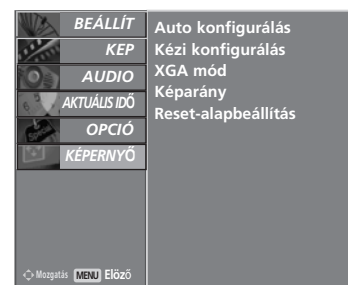 BEÁLLÍT
KEP
AUDIO
AKTUÁLIS IDŐ
OPCIÓ
KÉPERNYŐ
Auto konfigurálás
Kézi konfigurálás
XGA mód
Képarány
Reset-alapbeállítás
Mozgatás MENU Előző